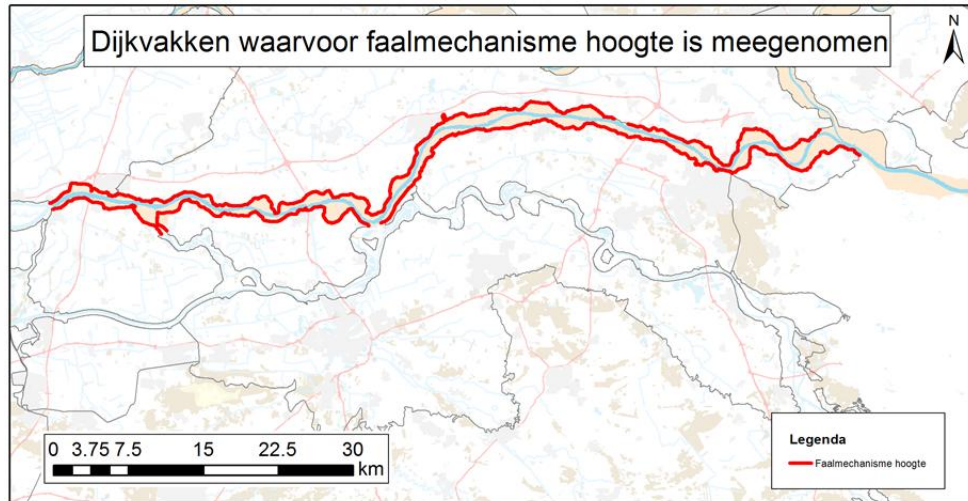 Dijkvakken waarvoor faalmechanisme hoogte is meegenomen
N
0 3.75 7.5 15 22.5 30
km
Legenda
Faalmechanisme hoogte